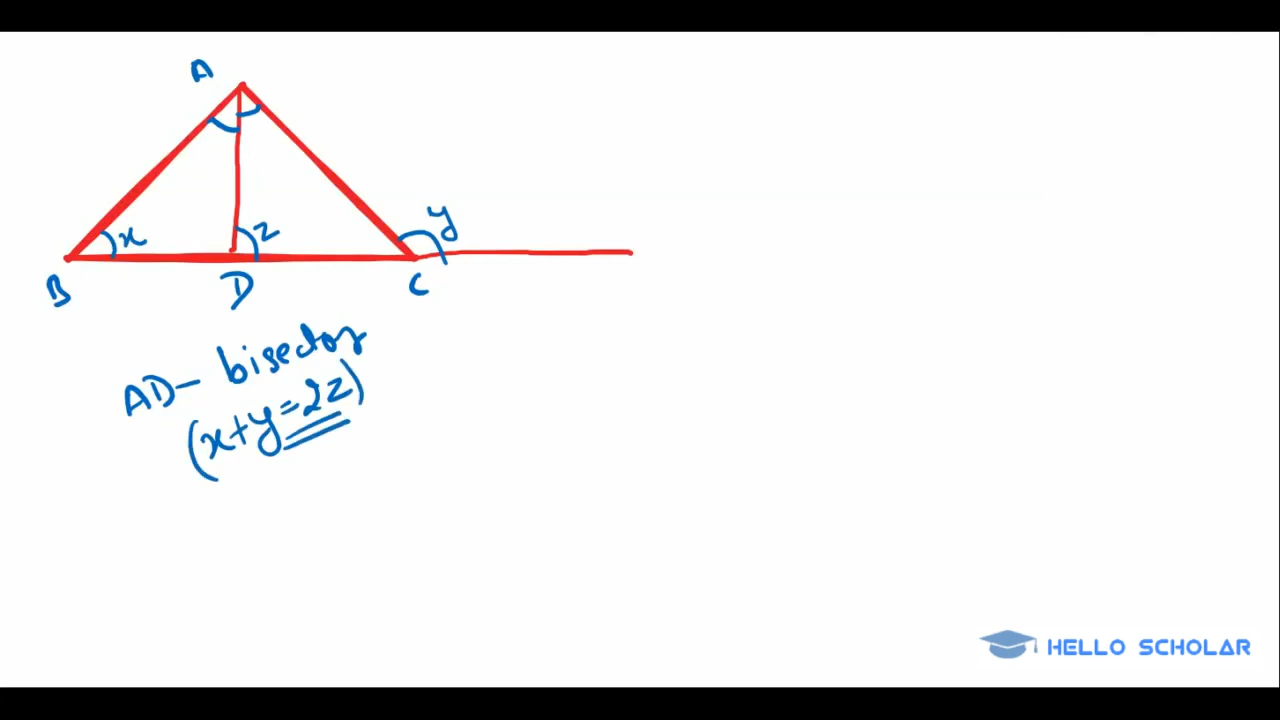 A
x
z
y
B
D
C
AD- bisector
(x+y=2z)
HELLO SCHOLAR